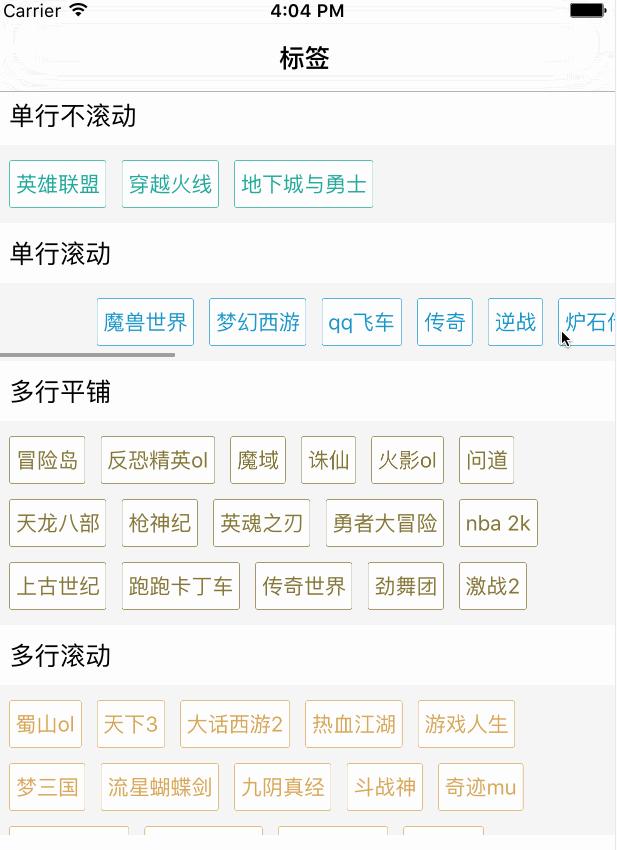 Carrier 4:04 PM
标签
单行不滚动
英雄联盟 穿越火线 地下城与勇士
单行滚动
魔兽世界 梦幻西游 qq飞车 传奇 逆战 炉石
多行平铺
冒险岛 反恐精英ol 魔域 诛仙 火影ol 问道
天龙八部 枪神纪 英魂之刃 勇者大冒险 nba 2k
上古世纪 跑跑卡丁车 传奇世界 劲舞团 激战2
多行滚动
蜀山ol 天下3 大话西游2 热血江湖 游戏人生
梦三国 流星蝴蝶剑 九阴真经 斗战神 奇迹mu